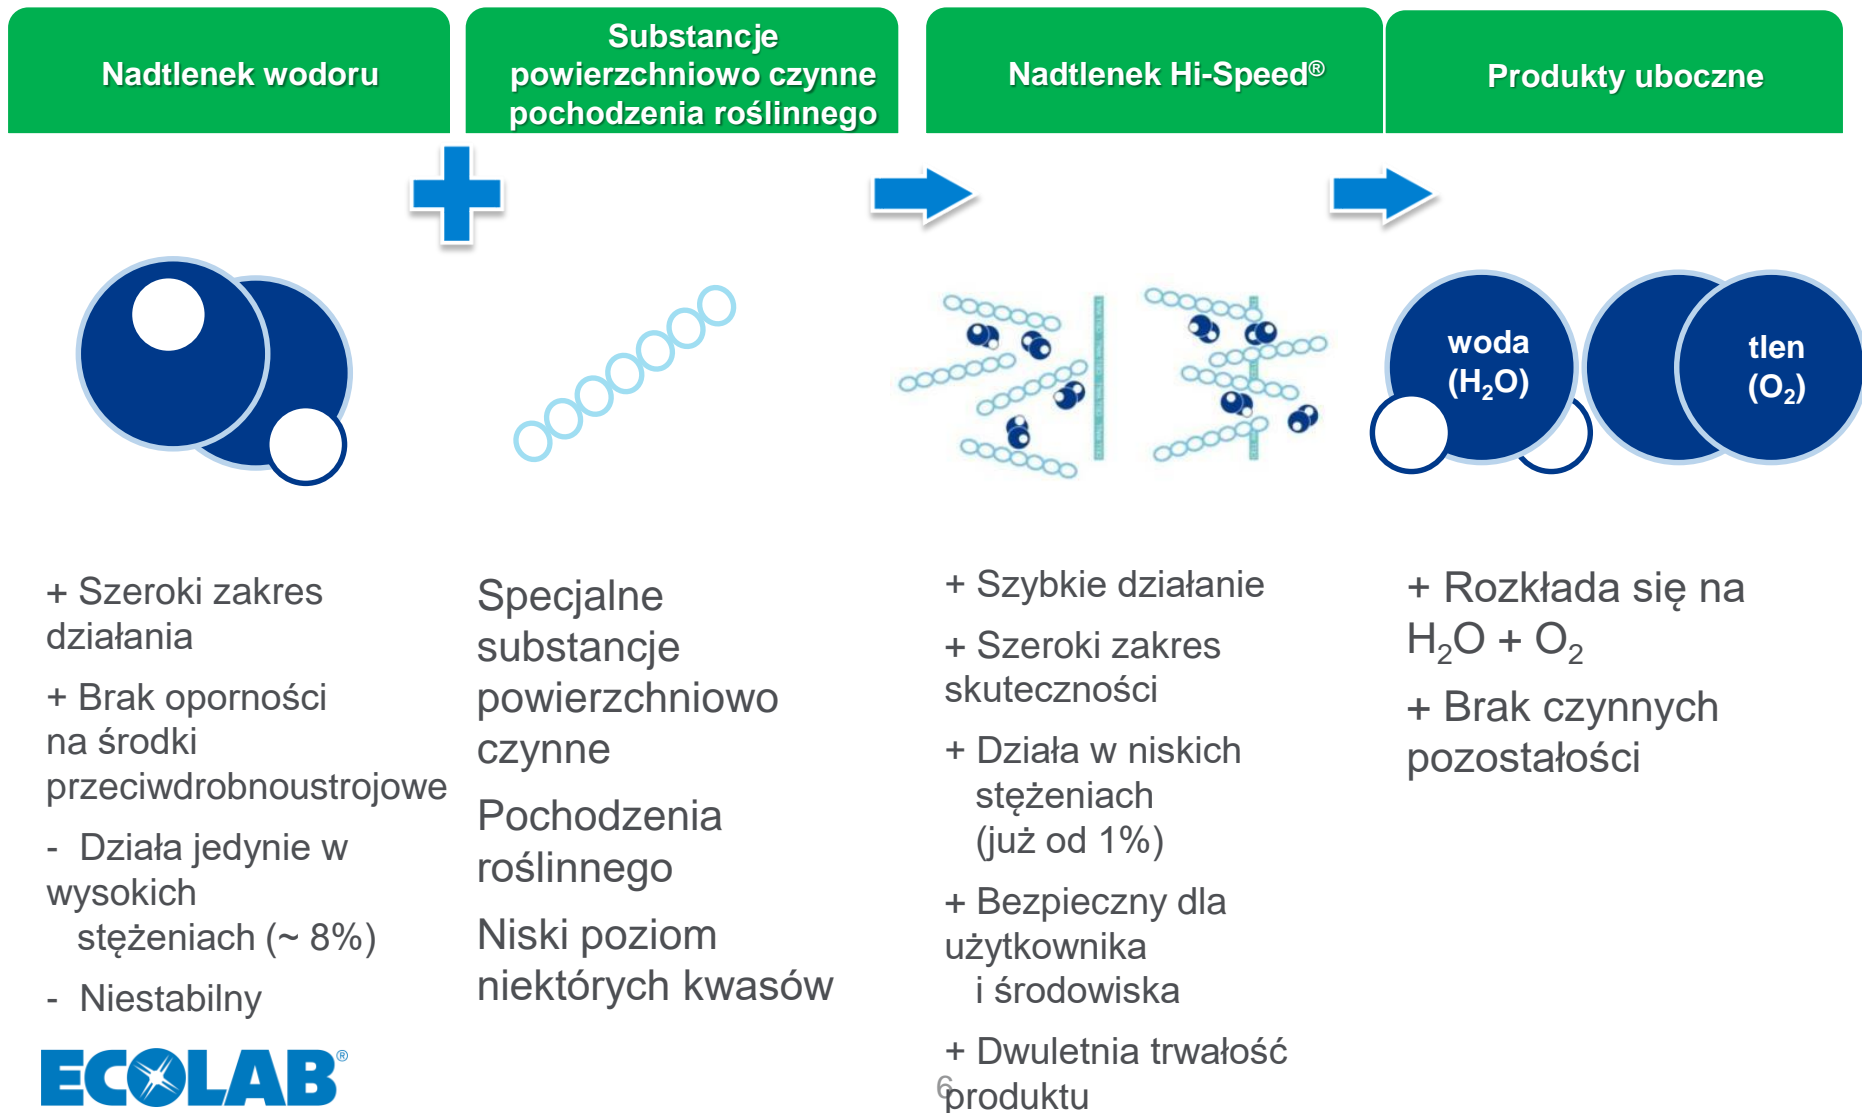 Nadtlenek wodoru
Substancje
powierzchniowo czynne
pochodzenia roślinnego
Nadtlenek Hi-Speed®
Produkty uboczne
woda
(H₂O)
tlen
(O₂)
+ Szeroki zakres
działania
+ Brak oporności
na środki
przeciwdrobnoustrojowe
- Działa jedynie w
wysokich
stężeniach (~ 8%)
- Niestabilny
Specjalne
substancje
powierzchniowo
czynne
Pochodzenia
roślinnego
Niski poziom
niektórych kwasów
+ Szybkie działanie
+ Szeroki zakres
skuteczności
+ Działa w niskich
stężeniach
(już od 1%)
+ Bezpieczny dla
użytkownika
i środowiska
+ Dwuletnia trwałość
produktu
+ Rozkłada się na
H₂O + O₂
+ Brak czynnych
pozostałości
ECOLAB®
6